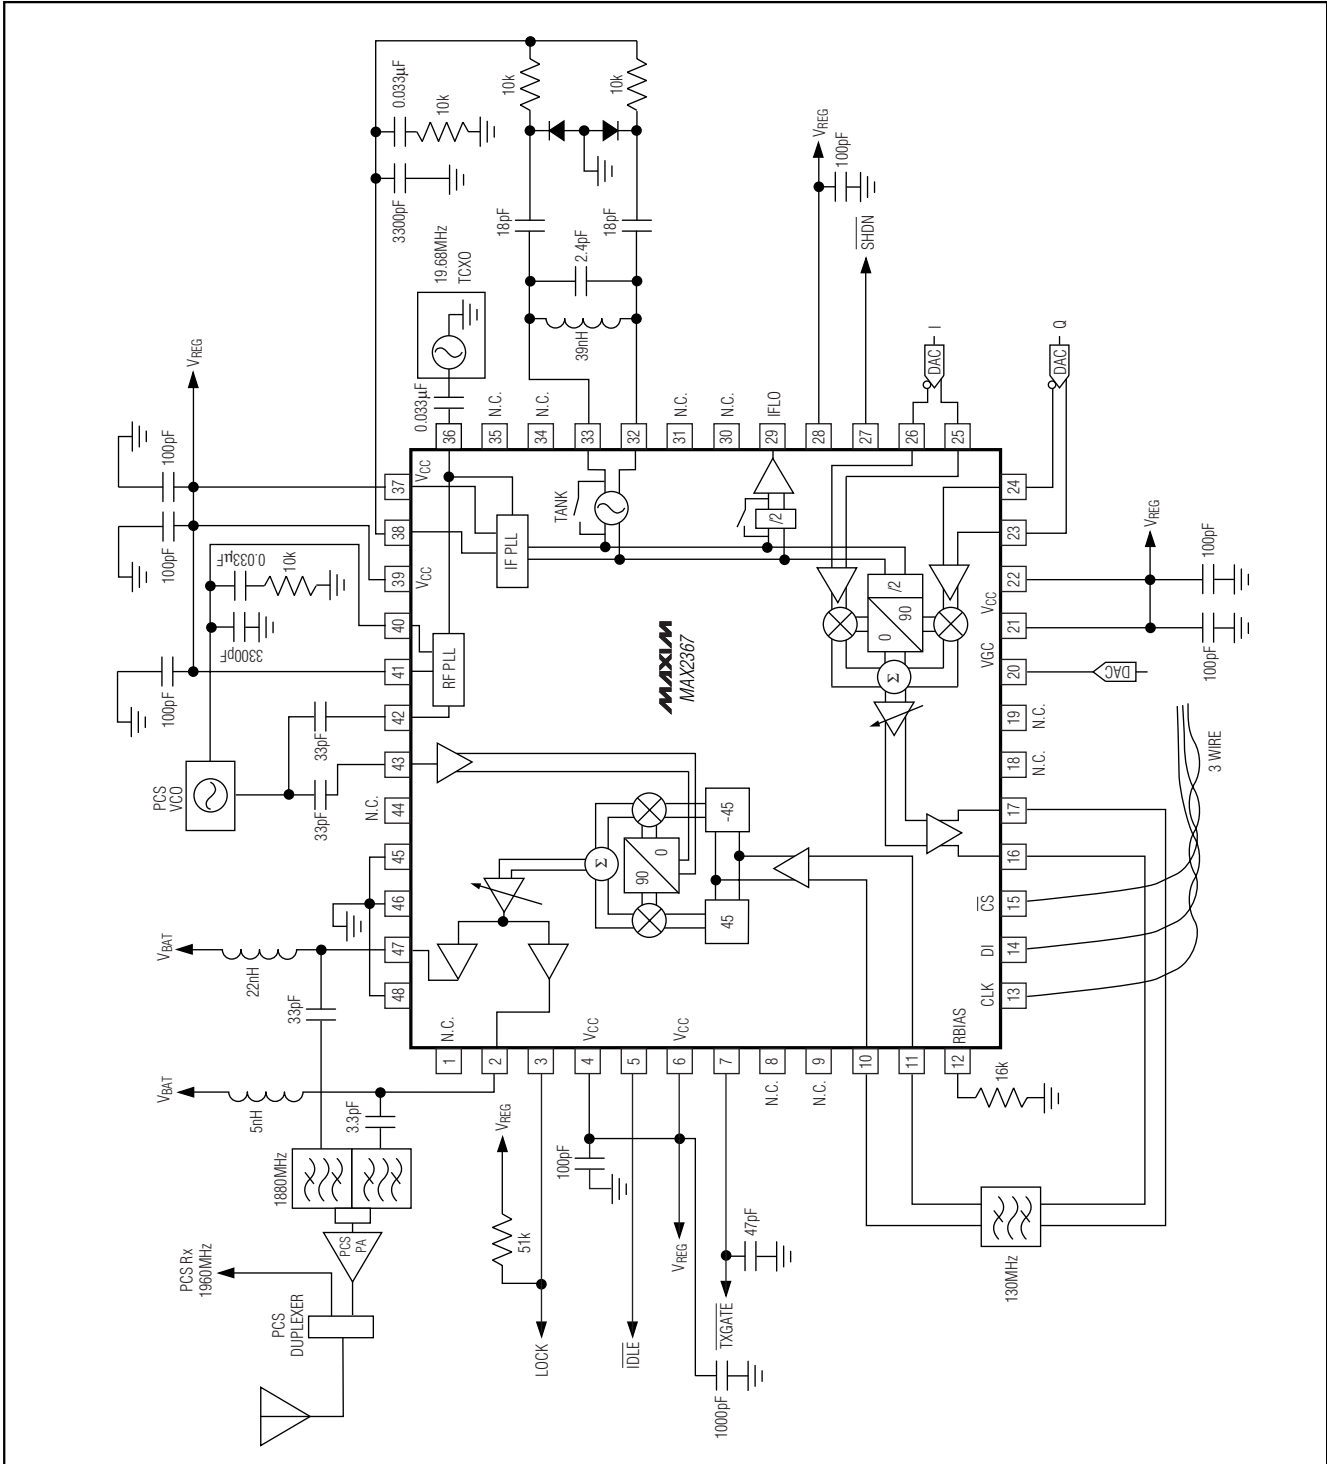 0.033µF
10k
3300pF
10k
10k
18pF
18pF
2.4pF
39nH
19.68MHz
TCXO
0.033µF
VREG
100pF
SHDN
DAC
I
DAC
Q
VREG
100pF
100pF
100pF
0.033µF
10k
3300pF
33pF
33pF
PCS
VCO
36
35
N.C.
34
N.C.
33
32
31
N.C.
30
N.C.
29
IFLO
28
27
26
25
37
VCC
38
39
VCC
40
41
42
43
44
N.C.
45
46
47
48
TANK
IF PLL
RF PLL
/2
/2
0
90
Σ
MAXIM
MAX2367
24
23
22
VCC
21
VGC
20
19
N.C.
18
N.C.
17
16
15
CS
14
DI
13
CLK
VREG
100pF
100pF
DAC
3 WIRE
-45
45
90
0
Σ
VBAT
22nH
33pF
VBAT
5nH
3.3pF
1880MHz
PCS
PA
PCS Rx
1960MHz
PCS
DUPLEXER
1
N.C.
2
3
4
VCC
5
6
VCC
7
8
N.C.
9
N.C.
10
11
12
RBIAS
16k
VREG
51k
LOCK
100pF
IDLE
VREG
TXGATE
47pF
1000pF
130MHz